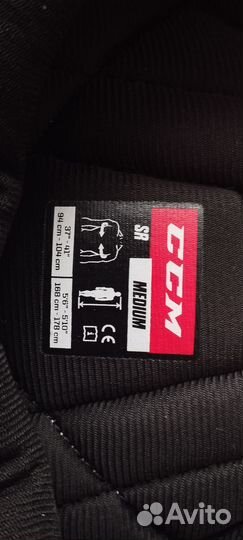 CCM
SR
MEDIUM
37" - 41"
94 cm - 104 cm
5'6" - 5'10"
168 cm - 178 cm
CE
Avito